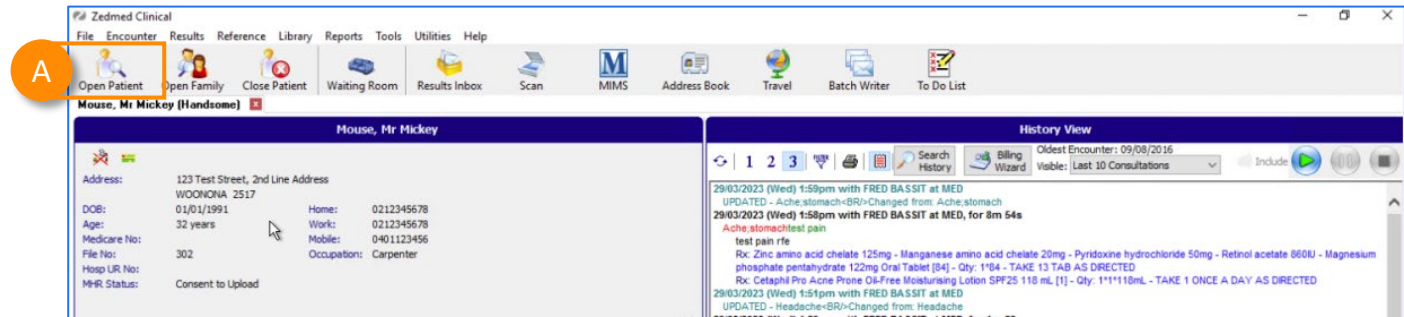 Zedmed Clinical
File Encounter Results Reference Library Reports Tools Utilities Help
A
Open Patient Open Family Close Patient Waiting Room Results Inbox Scan M MIMS Address Book Travel Batch Writer To Do List
Mouse, Mr Mickey (Handsome)
Mouse, Mr Mickey
Address: 123 Test Street, 2nd Line Address
WOONONA 2517
DOB: 01/01/1991 Home: 0212345678
Age: 32 years Work: 0212345678
Medicare No: Mobile: 0401123456
File No: 302 Occupation: Carpenter
Hosp UR No:
MHR Status: Consent to Upload
History View
1 2 3 Search History Billing Wizard Oldest Encounter: 09/08/2016
Visible: Last 10 Consultations Include
29/03/2023 (Wed) 1:59pm with FRED BASSIT at MED
UPDATED - Ache;stomach<BR/>Changed from: Ache;stomach
29/03/2023 (Wed) 1:58pm with FRED BASSIT at MED, for 8m 54s
Ache;stomachtest pain
test pain rfe
Rx: Zinc amino acid chelate 125mg - Manganese amino acid chelate 20mg - Pyridoxine hydrochloride 50mg - Retinol acetate 860IU - Magnesium
phosphate pentahydrate 122mg Oral Tablet [84] - Qty: 1*84 - TAKE 13 TAB AS DIRECTED
Rx: Cetaphil Pro Acne Prone Oil-Free Moisturising Lotion SPF25 118 mL [1] - Qty: 1*1*118mL - TAKE 1 ONCE A DAY AS DIRECTED
29/03/2023 (Wed) 1:51pm with FRED BASSIT at MED
UPDATED - Headache<BR/>Changed from: Headache